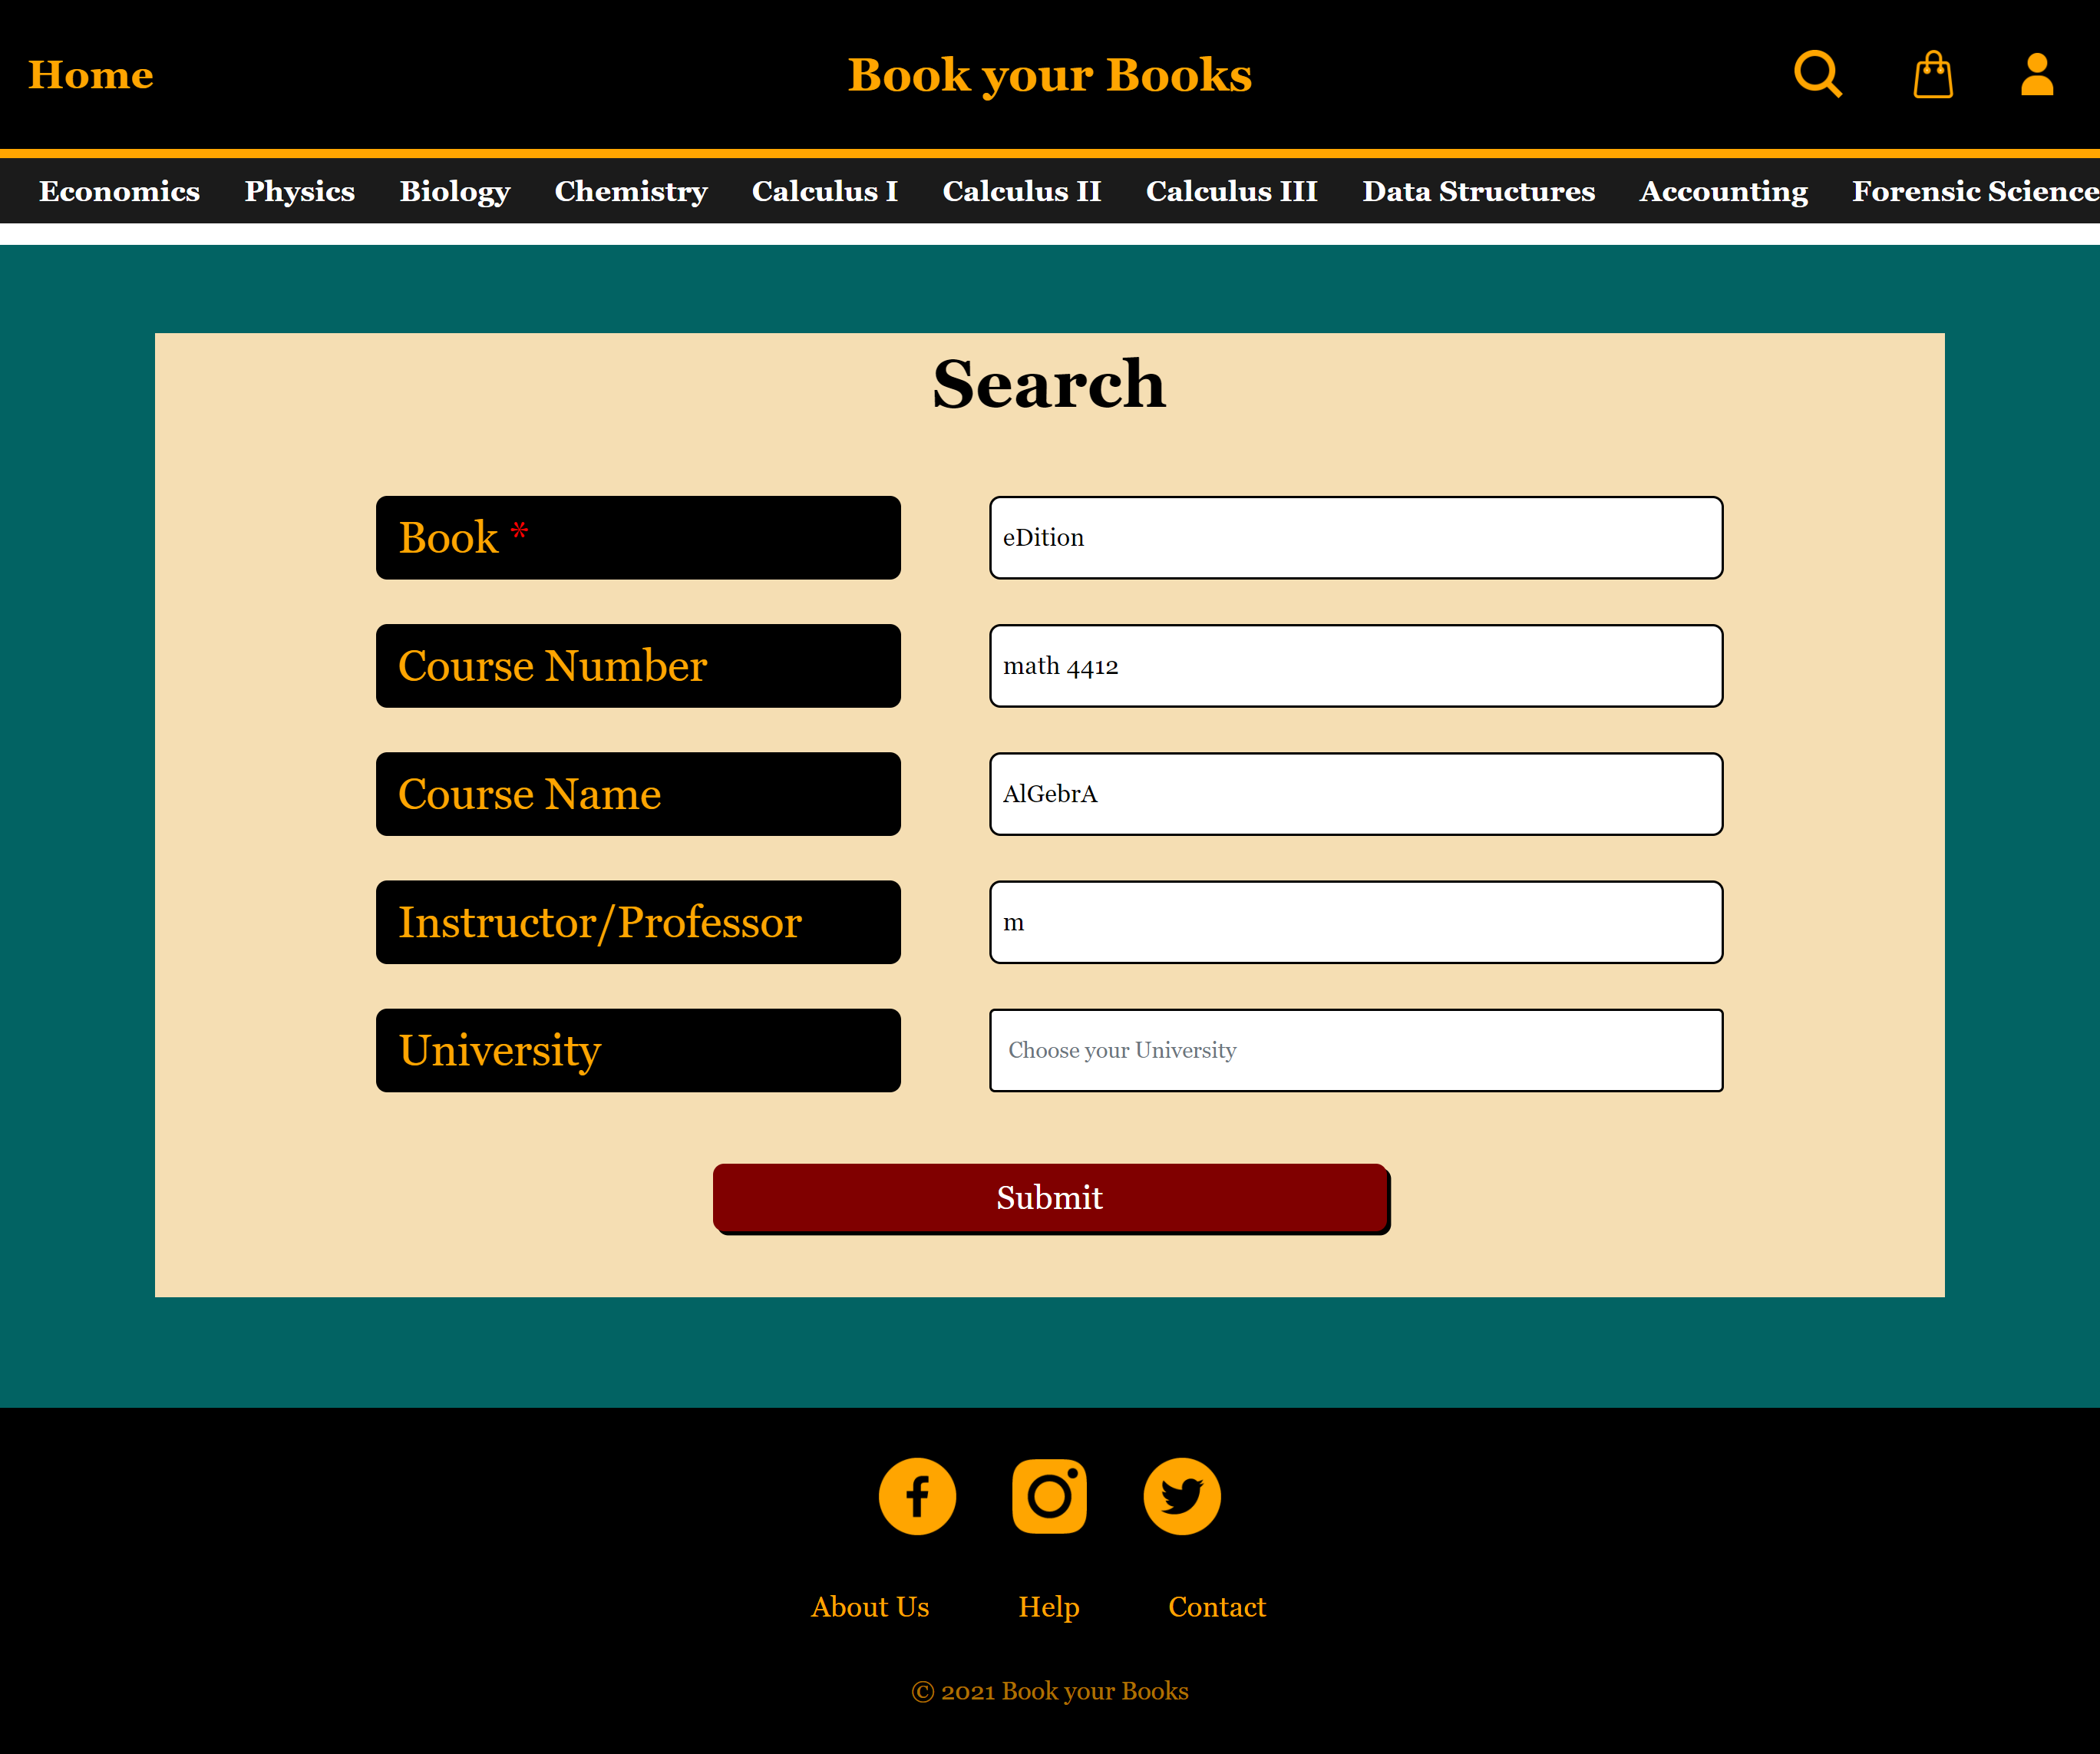 Home Book your Books
Economics Physics Biology Chemistry Calculus I Calculus II Calculus III Data Structures Accounting Forensic Science
Search
Book * eDition
Course Number math 4412
Course Name AlGebrA
Instructor/Professor m
University Choose your University
Submit
About Us Help Contact
© 2021 Book your Books